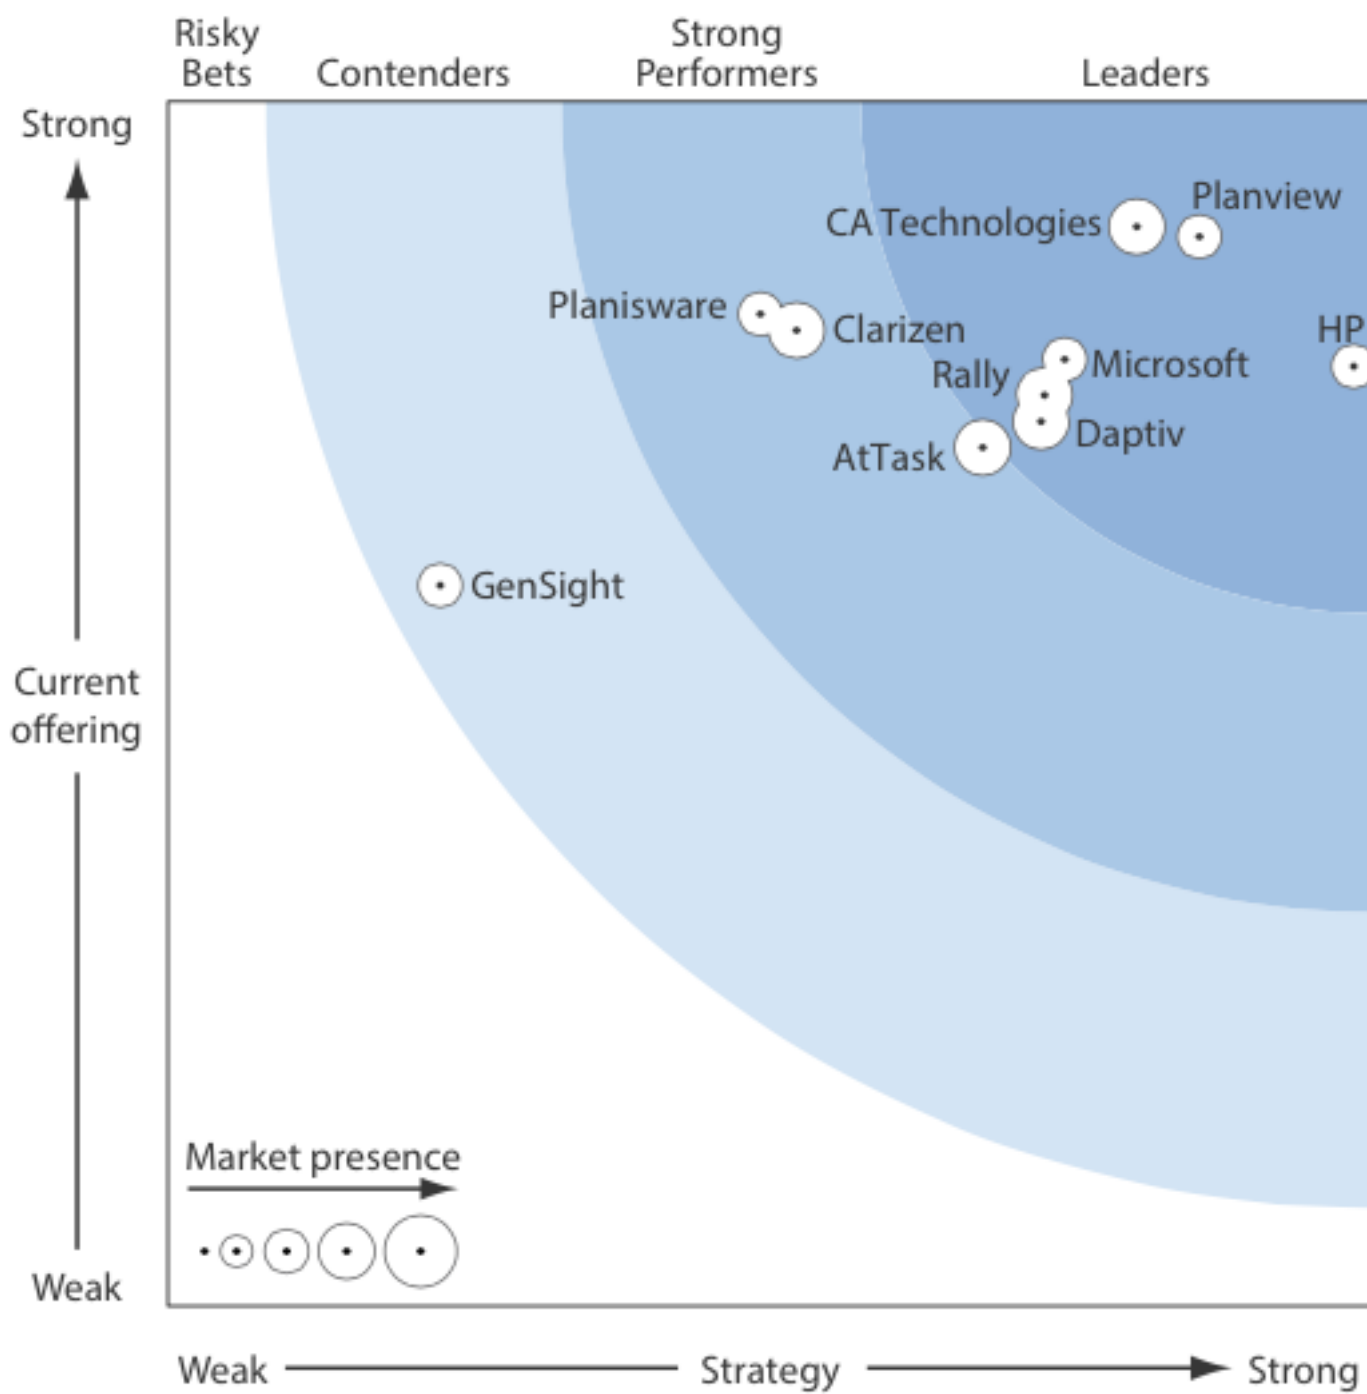 Risky
Bets
Contenders
Strong
Performers
Leaders
Strong
Planview
CA Technologies
Planisware
Clarizen
HP
Microsoft
Rally
Daptiv
AtTask
GenSight
Current
offering
Market presence
Weak
Weak
Strategy
Strong